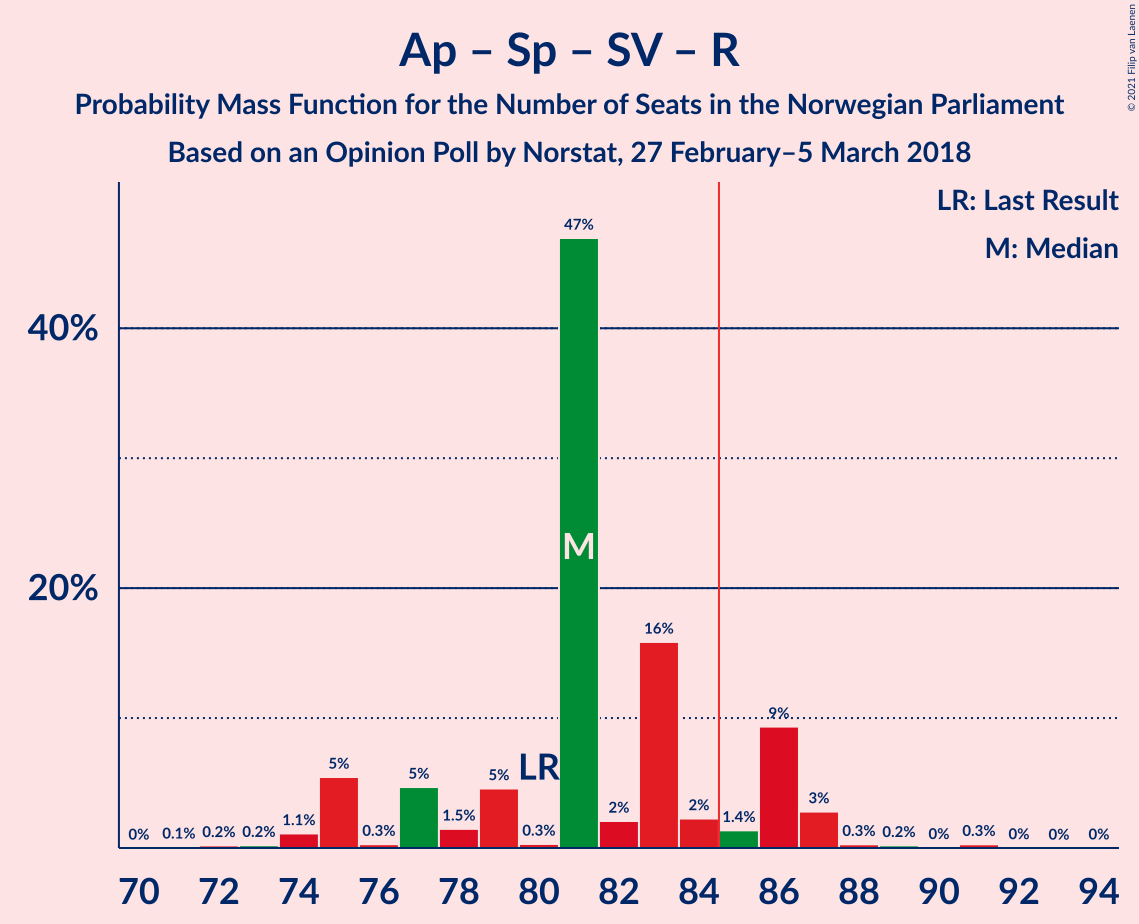 Ap – Sp – SV – R
Probability Mass Function for the Number of Seats in the Norwegian Parliament
Based on an Opinion Poll by Norstat, 27 February–5 March 2018
© 2021 Filip van Laenen
LR: Last Result
M: Median
40%
20%
0% 0.1% 0.2% 0.2% 1.1% 5% 0.3% 5% 1.5% 5% 0.3% 47% 2% 16% 2% 1.4% 9% 3% 0.3% 0.2% 0% 0.3% 0% 0% 0%
LR
M
70 72 74 76 78 80 82 84 86 88 90 92 94